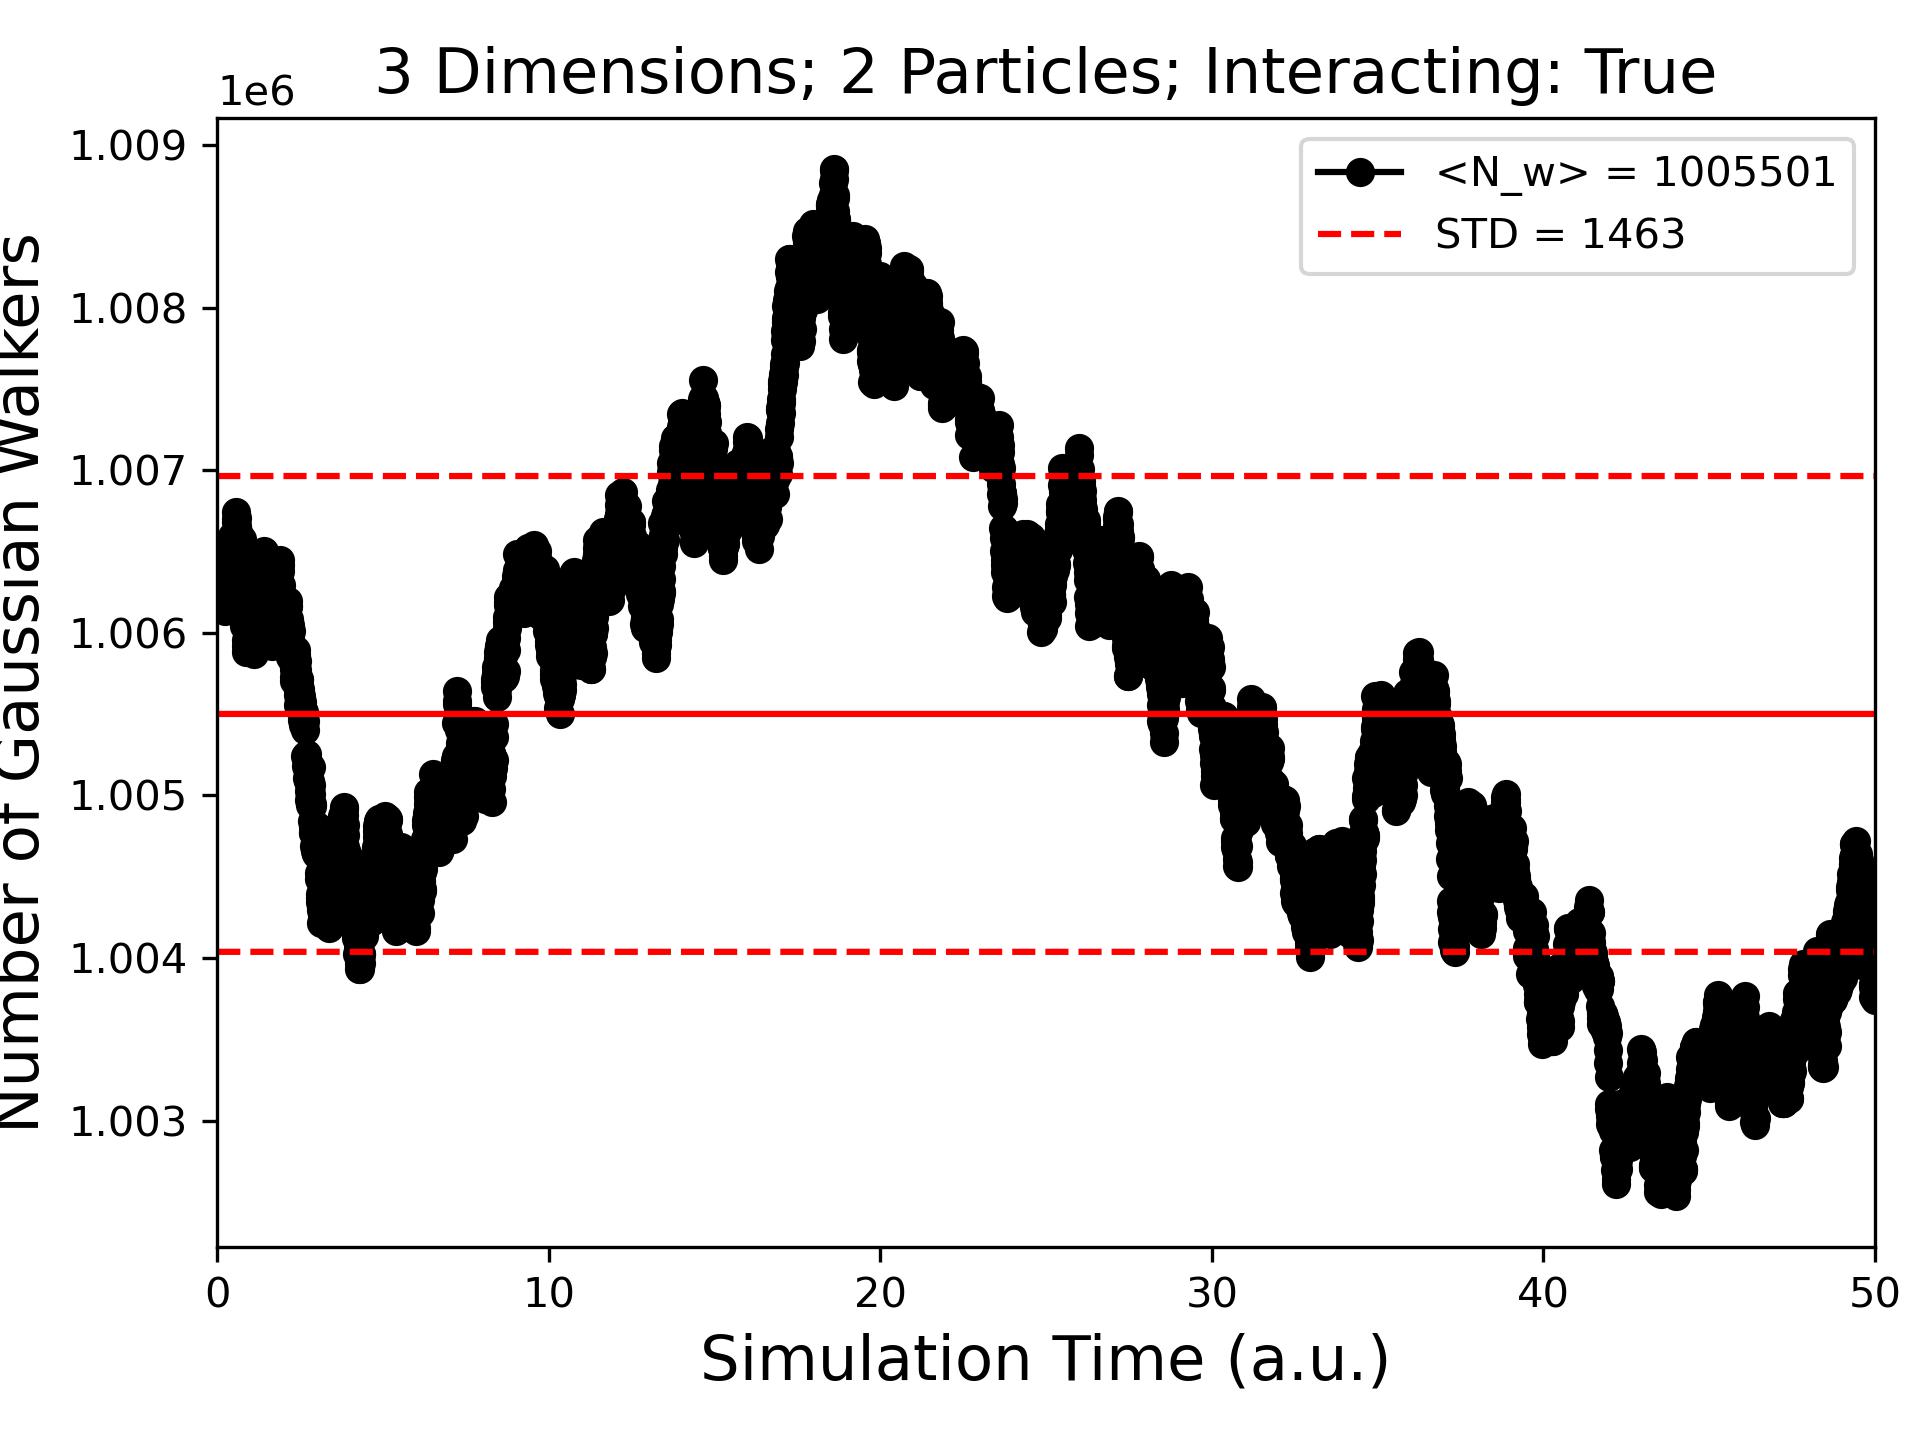 3 Dimensions; 2 Particles; Interacting: True
1e6
<N_w> = 1005501
STD = 1463
Number of Gaussian Walkers
1.009
1.008
1.007
1.006
1.005
1.004
1.003
0 10 20 30 40 50
Simulation Time (a.u.)